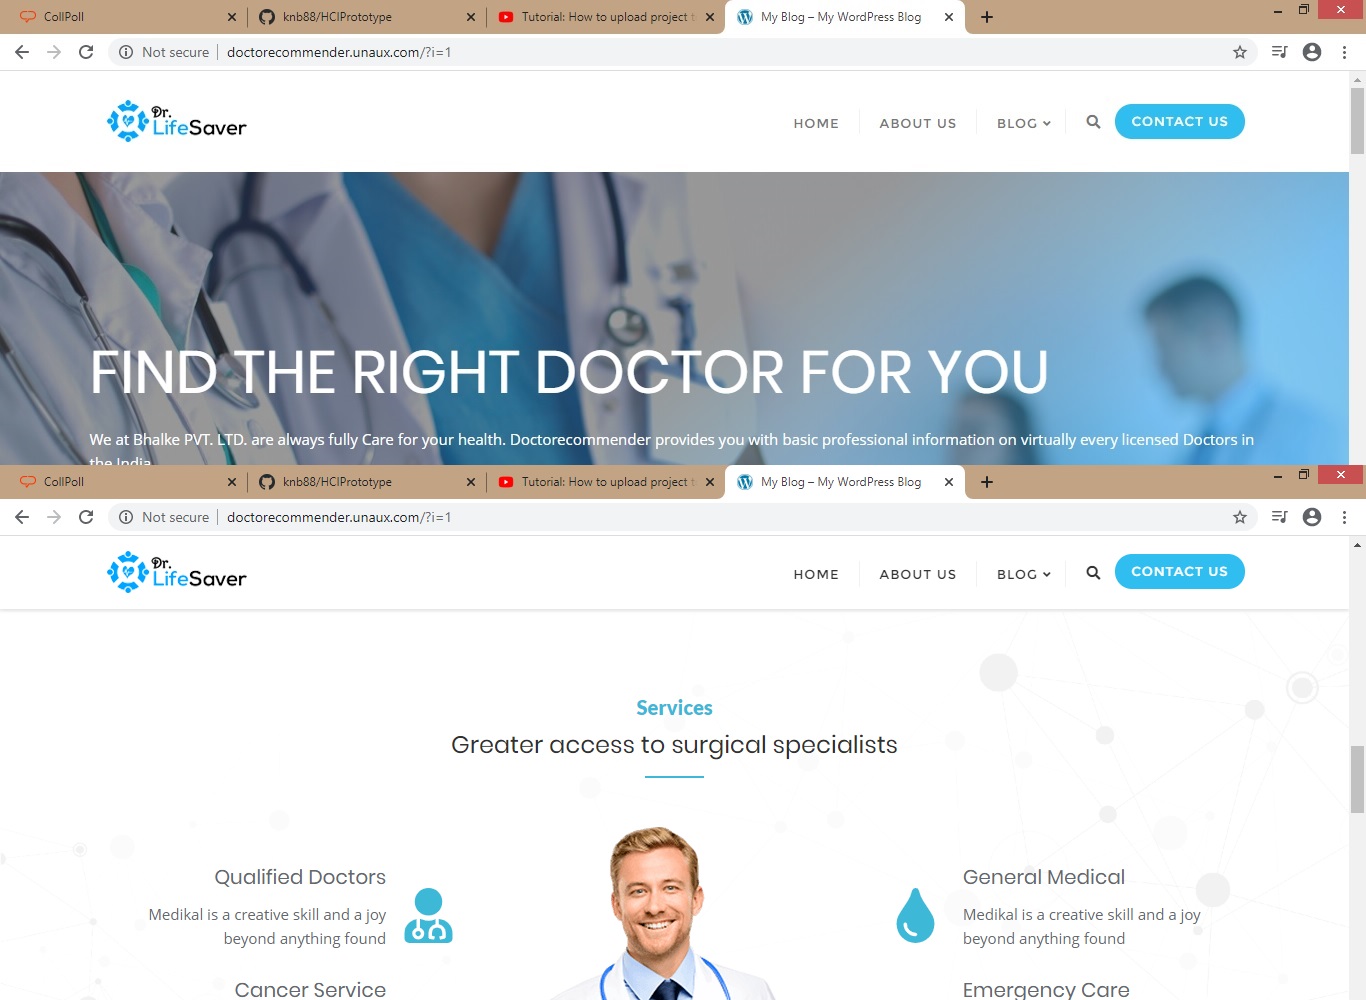 CollPoll
knb88/HCIPrototype
Tutorial: How to upload project
My Blog – My WordPress Blog
Not secure
doctorecommender.unaux.com/?i=1
Dr.
LifeSaver
HOME
ABOUT US
BLOG
CONTACT US
FIND THE RIGHT DOCTOR FOR YOU
We at Bhalke PVT. LTD. are always fully Care for your health. Doctorecommender provides you with basic professional information on virtually every licensed Doctors in
the India
CollPoll
knb88/HCIPrototype
Tutorial: How to upload project
My Blog – My WordPress Blog
Not secure
doctorecommender.unaux.com/?i=1
Dr.
LifeSaver
HOME
ABOUT US
BLOG
CONTACT US
Services
Greater access to surgical specialists
Qualified Doctors
Medikal is a creative skill and a joy
beyond anything found
General Medical
Medikal is a creative skill and a joy
beyond anything found
Cancer Service
Emergency Care